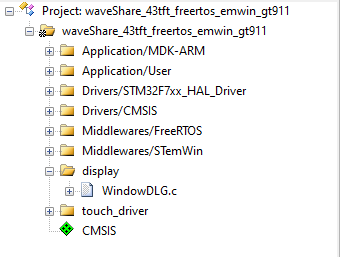 Project: waveShare_43tft_freertos_emwin_gt911
waveShare_43tft_freertos_emwin_gt911
Application/MDK-ARM
Application/User
Drivers/STM32F7xx_HAL_Driver
Drivers/CMSIS
Middlewares/FreeRTOS
Middlewares/STemWin
display
WindowDLG.c
touch_driver
CMSIS